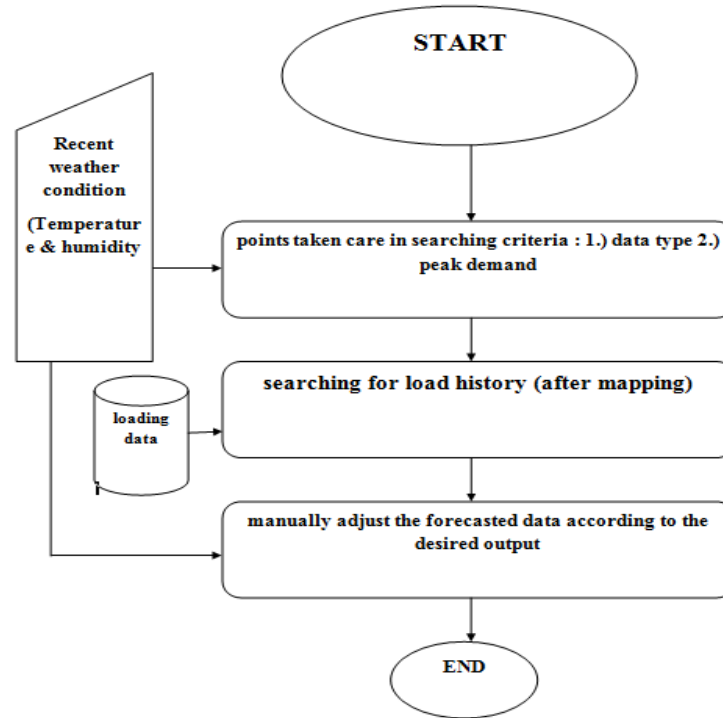 START
Recent
weather
condition
(Temperatur
e & humidity
points taken care in searching criteria : 1.) data type 2.)
peak demand
searching for load history (after mapping)
loading
data
i
manually adjust the forecasted data according to the
desired output
END